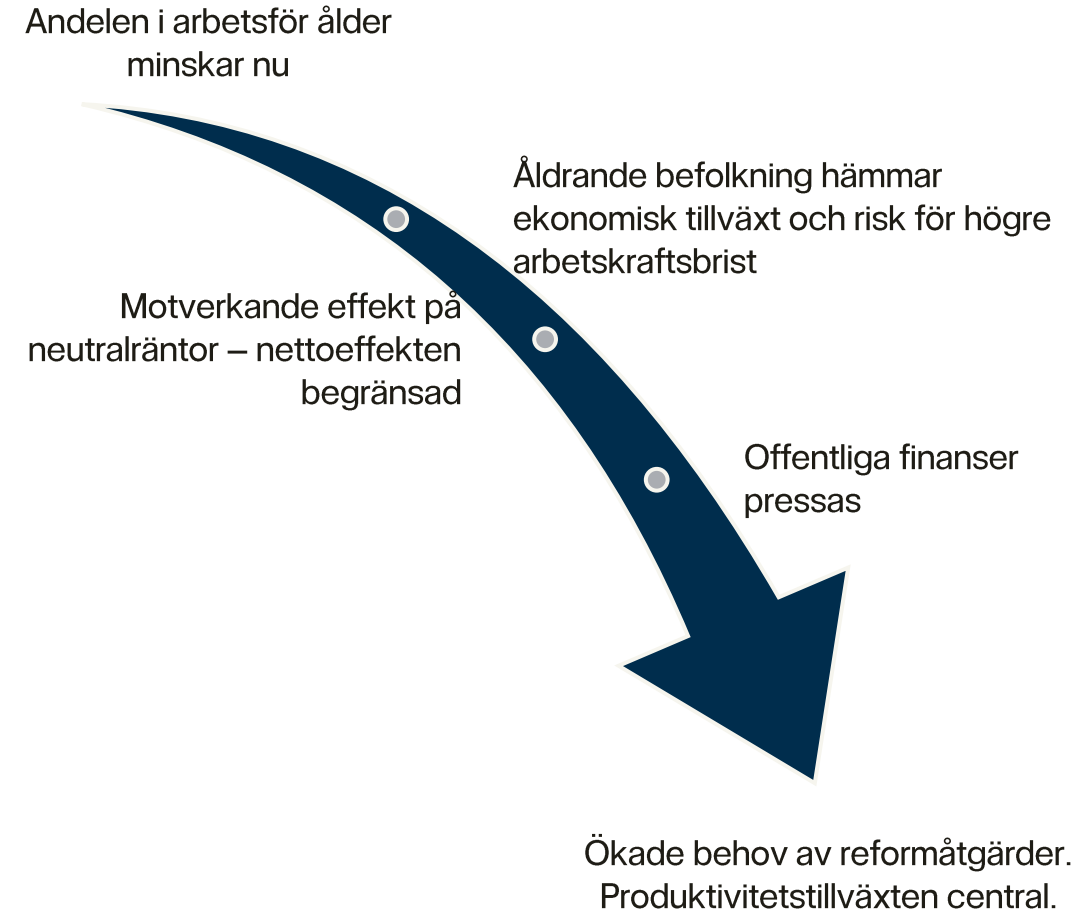 Andelen i arbetsför ålder
minskar nu
Åldrande befolkning hämmar
ekonomisk tillväxt och risk för högre
arbetskraftsbrist
Motverkande effekt på
neutralräntor – nettoeffekten
begränsad
Offentliga finanser
pressas
Ökade behov av reformåtgärder.
Produktivitetstillväxten central.